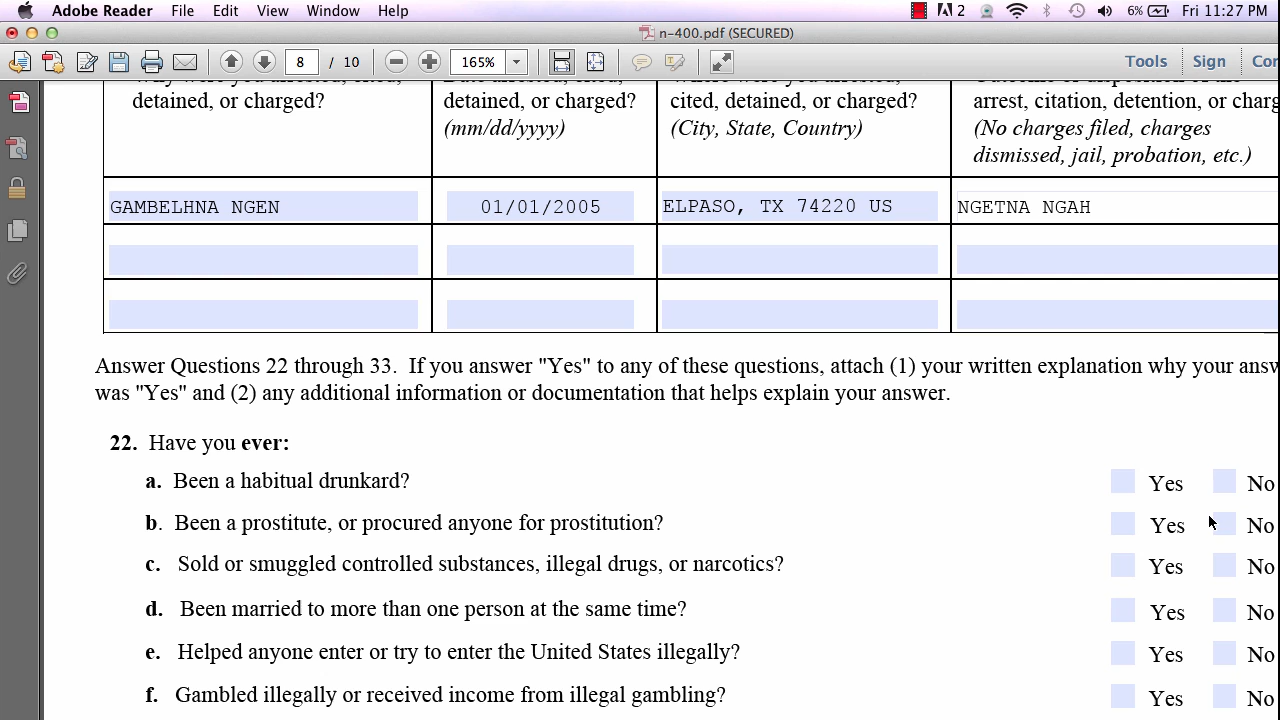 Adobe Reader File Edit View Window Help 2 6% Fri 11:27 PM
n-400.pdf (SECURED)
8 / 10 165% Tools Sign Co
detained, or charged? detained, or charged? cited, detained, or charged? arrest, citation, detention, or charg
(mm/dd/yyyy) (City, State, Country) (No charges filed, charges
dismissed, jail, probation, etc.)
GAMBELHNA NGEN 01/01/2005 ELPASO, TX 74220 US NGETNA NGAH
Answer Questions 22 through 33. If you answer "Yes" to any of these questions, attach (1) your written explanation why your answ
was "Yes" and (2) any additional information or documentation that helps explain your answer.
22. Have you ever:
a. Been a habitual drunkard? Yes No
b. Been a prostitute, or procured anyone for prostitution? Yes No
c. Sold or smuggled controlled substances, illegal drugs, or narcotics? Yes No
d. Been married to more than one person at the same time? Yes No
e. Helped anyone enter or try to enter the United States illegally? Yes No
f. Gambled illegally or received income from illegal gambling? Yes No